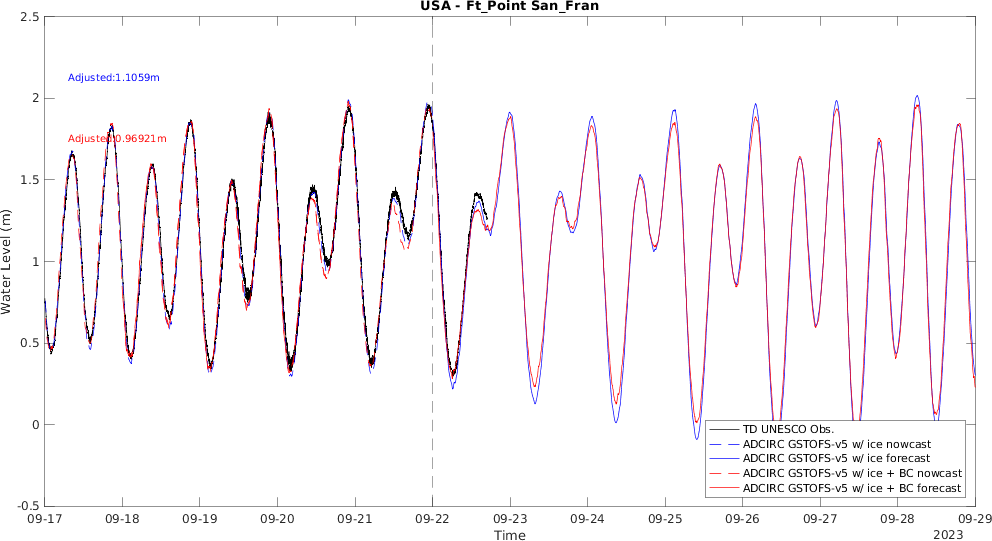 USA - Ft_Point San_Fran
2.5
2
1.5
1
0.5
0
-0.5
Water Level (m)
Adjusted:1.1059m
Adjusted:0.96921m
TD UNESCO Obs.
ADCIRC GSTOFS-v5 w/ ice nowcast
ADCIRC GSTOFS-v5 w/ ice forecast
ADCIRC GSTOFS-v5 w/ ice + BC nowcast
ADCIRC GSTOFS-v5 w/ ice + BC forecast
09-17 09-18 09-19 09-20 09-21 09-22 09-23 09-24 09-25 09-26 09-27 09-28 09-29
Time
2023